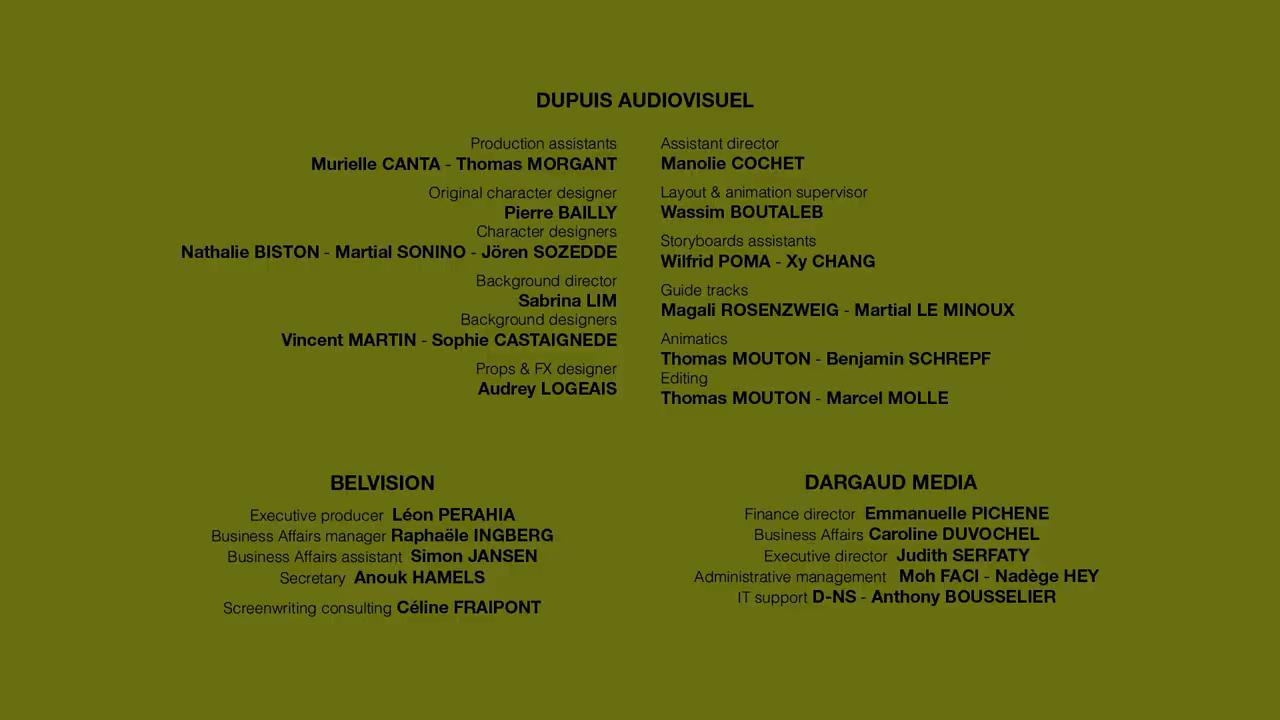 DUPUIS AUDIOVISUEL
Production assistants
Murielle CANTA - Thomas MORGANT
Original character designer
Pierre BAILLY
Character designers
Nathalie BISTON - Martial SONINO - Jören SOZEDDE
Background director
Sabrina LIM
Background designers
Vincent MARTIN - Sophie CASTAIGNEDE
Props & FX designer
Audrey LOGEAIS
Assistant director
Manolie COCHET
Layout & animation supervisor
Wassim BOUTALEB
Storyboards assistants
Wilfrid POMA - Xy CHANG
Guide tracks
Magali ROSENZWEIG - Martial LE MINOUX
Animatics
Thomas MOUTON - Benjamin SCHREPF
Editing
Thomas MOUTON - Marcel MOLLE
BELVISION
Executive producer Léon PERAHIA
Business Affairs manager Raphaële INGBERG
Business Affairs assistant Simon JANSEN
Secretary Anouk HAMELS
Screenwriting consulting Céline FRAIPONT
DARGAUD MEDIA
Finance director Emmanuelle PICHENE
Business Affairs Caroline DUVOCHEL
Executive director Judith SERFATY
Administrative management Moh FACI - Nadège HEY
IT support D-NS - Anthony BOUSSELIER